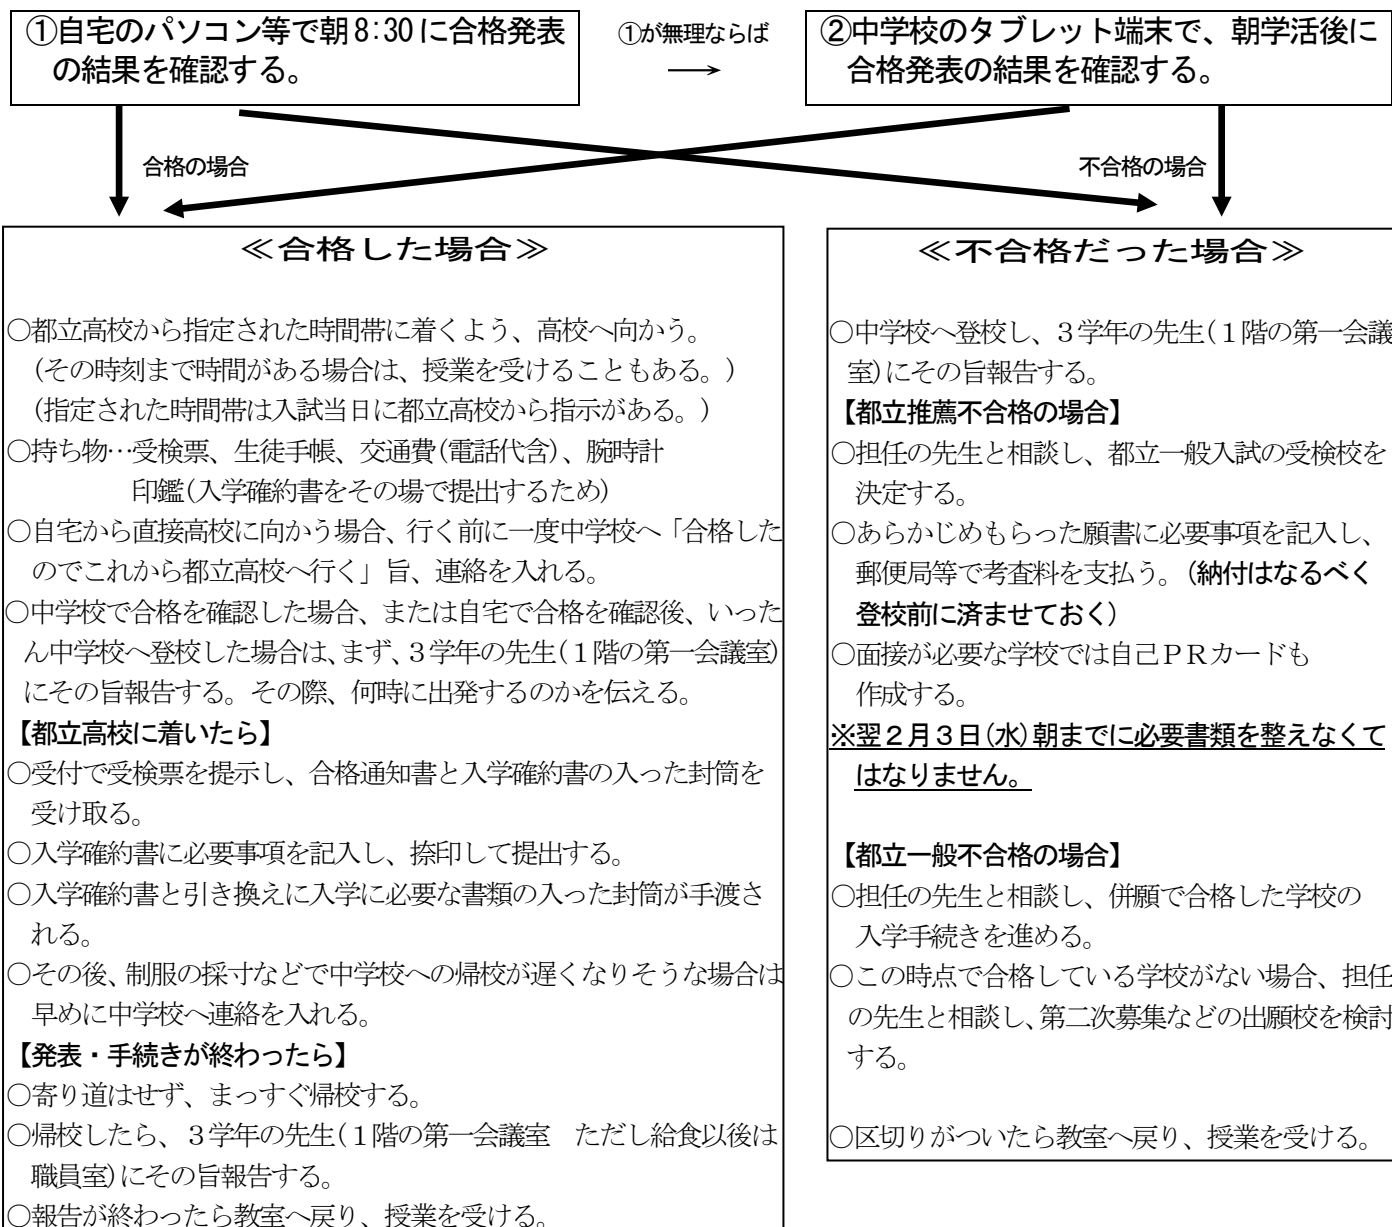 ①自宅のパソコン等で朝8:30に合格発表
の結果を確認する。
①が無理ならば
→
②中学校のタブレット端末で、朝学活後に
合格発表の結果を確認する。
合格の場合
不合格の場合
≪合格した場合≫
○都立高校から指定された時間帯に着くよう、高校へ向かう。
(その時刻まで時間がある場合は、授業を受けることもある。)
(指定された時間帯は入試当日に都立高校から指示がある。)
○持ち物…受検票、生徒手帳、交通費(電話代含)、腕時計
印鑑(入学確約書をその場で提出するため)
○自宅から直接高校に向かう場合、行く前に一度中学校へ「合格した
のでこれから都立高校へ行く」旨、連絡を入れる。
○中学校で合格を確認した場合、または自宅で合格を確認後、いった
ん中学校へ登校した場合は、まず、3学年の先生(1階の第一会議室)
にその旨報告する。その際、何時に出発するのかを伝える。
【都立高校に着いたら】
○受付で受検票を提示し、合格通知書と入学確約書の入った封筒を
受け取る。
○入学確約書に必要事項を記入し、捺印して提出する。
○入学確約書と引き換えに入学に必要な書類の入った封筒が手渡さ
れる。
○その後、制服の採寸などで中学校への帰校が遅くなりそうな場合は
早めに中学校へ連絡を入れる。
【発表・手続きが終わったら】
○寄り道はせず、まっすぐ帰校する。
○帰校したら、3学年の先生(1階の第一会議室 ただし給食以後は
職員室)にその旨報告する。
○報告が終わったら教室へ戻り、授業を受ける。
≪不合格だった場合≫
○中学校へ登校し、3学年の先生(1階の第一会議
室)にその旨報告する。
【都立推薦不合格の場合】
○担任の先生と相談し、都立一般入試の受検校を
決定する。
○あらかじめもらった願書に必要事項を記入し、
郵便局等で考査料を支払う。(納付はなるべく
登校前に済ませておく)
○面接が必要な学校では自己PRカードも
作成する。
※翌2月3日(水)朝までに必要書類を整えなくて
はなりません。
【都立一般不合格の場合】
○担任の先生と相談し、併願で合格した学校の
入学手続きを進める。
○この時点で合格している学校がない場合、担任
の先生と相談し、第二次募集などの出願校を検討
する。
○区切りがついたら教室へ戻り、授業を受ける。